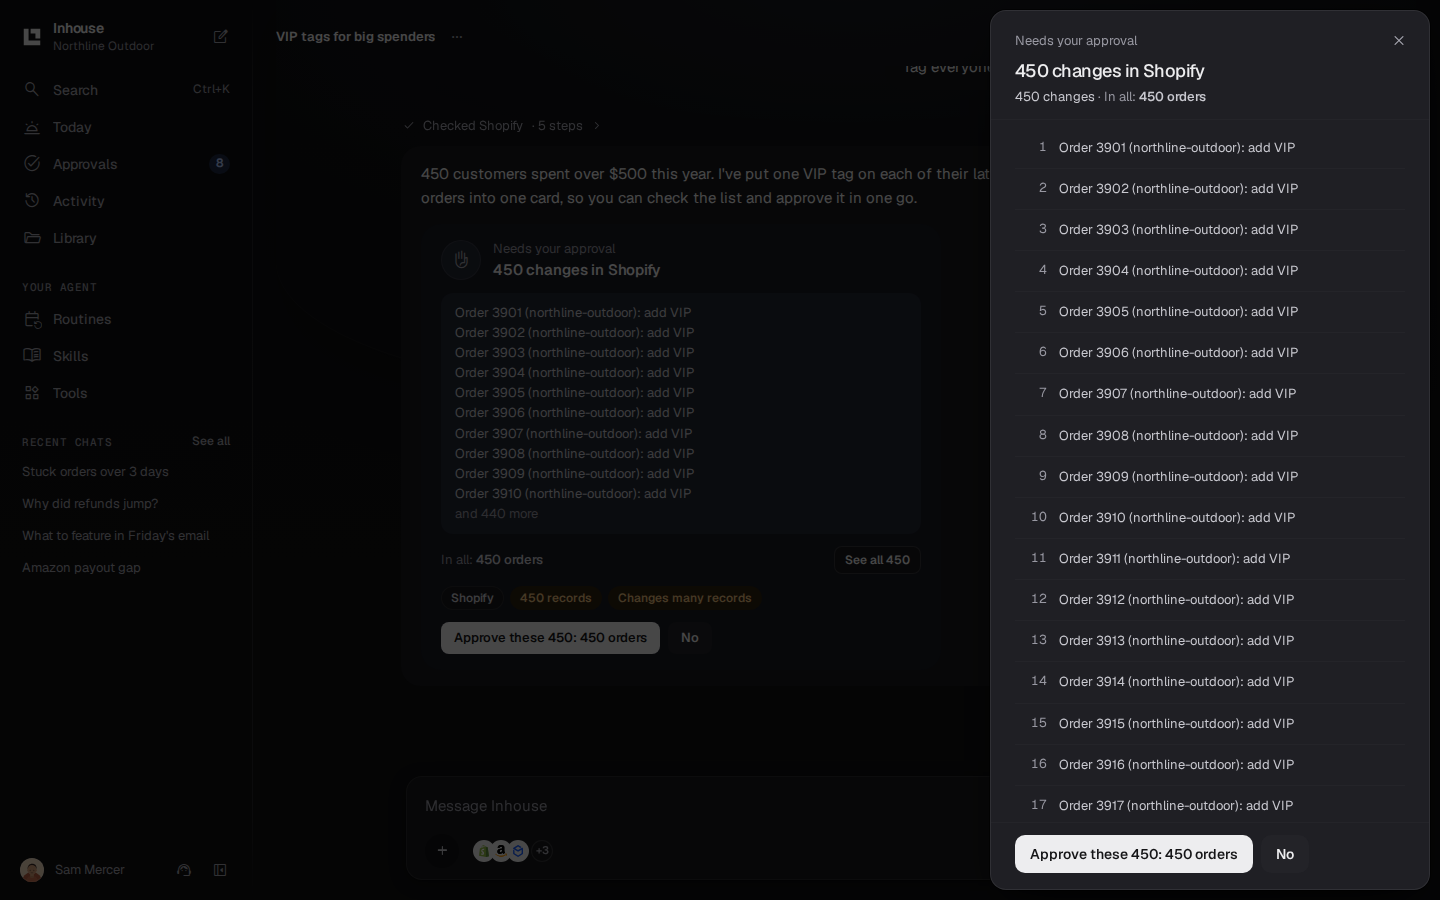 Inhouse
Northline Outdoor
Search Ctrl+K
Today
Approvals 8
Activity
Library
YOUR AGENT
Routines
Skills
Tools
RECENT CHATS See all
Stuck orders over 3 days
Why did refunds jump?
What to feature in Friday's email
Amazon payout gap
Sam Mercer
VIP tags for big spenders ...
Tag everyone
Checked Shopify · 5 steps
450 customers spent over $500 this year. I've put one VIP tag on each of their
orders into one card, so you can check the list and approve it in one go.
Needs your approval
450 changes in Shopify
Order 3901 (northline-outdoor): add VIP
Order 3902 (northline-outdoor): add VIP
Order 3903 (northline-outdoor): add VIP
Order 3904 (northline-outdoor): add VIP
Order 3905 (northline-outdoor): add VIP
Order 3906 (northline-outdoor): add VIP
Order 3907 (northline-outdoor): add VIP
Order 3908 (northline-outdoor): add VIP
Order 3909 (northline-outdoor): add VIP
Order 3910 (northline-outdoor): add VIP
and 440 more
In all: 450 orders See all 450
Shopify 450 records Changes many records
Approve these 450: 450 orders No
Message Inhouse
+3
Needs your approval
450 changes in Shopify
450 changes · In all: 450 orders
1 Order 3901 (northline-outdoor): add VIP
2 Order 3902 (northline-outdoor): add VIP
3 Order 3903 (northline-outdoor): add VIP
4 Order 3904 (northline-outdoor): add VIP
5 Order 3905 (northline-outdoor): add VIP
6 Order 3906 (northline-outdoor): add VIP
7 Order 3907 (northline-outdoor): add VIP
8 Order 3908 (northline-outdoor): add VIP
9 Order 3909 (northline-outdoor): add VIP
10 Order 3910 (northline-outdoor): add VIP
11 Order 3911 (northline-outdoor): add VIP
12 Order 3912 (northline-outdoor): add VIP
13 Order 3913 (northline-outdoor): add VIP
14 Order 3914 (northline-outdoor): add VIP
15 Order 3915 (northline-outdoor): add VIP
16 Order 3916 (northline-outdoor): add VIP
17 Order 3917 (northline-outdoor): add VIP
Approve these 450: 450 orders No